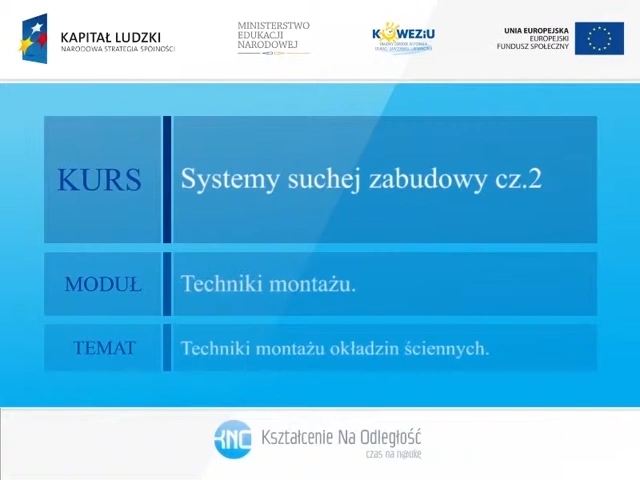 KAPITAŁ LUDZKI
NARODOWA STRATEGIA SPÓJNOŚCI
MINISTERSTWO
EDUKACJI
NARODOWEJ
KOWEZiU
UNIA EUROPEJSKA
EUROPEJSKI
FUNDUSZ SPOŁECZNY
KURS
Systemy suchej zabudowy cz.2
MODUŁ
Techniki montażu.
TEMAT
Techniki montażu okładzin ściennych.
KNO Kształcenie Na Odległość
czas na n@ukę